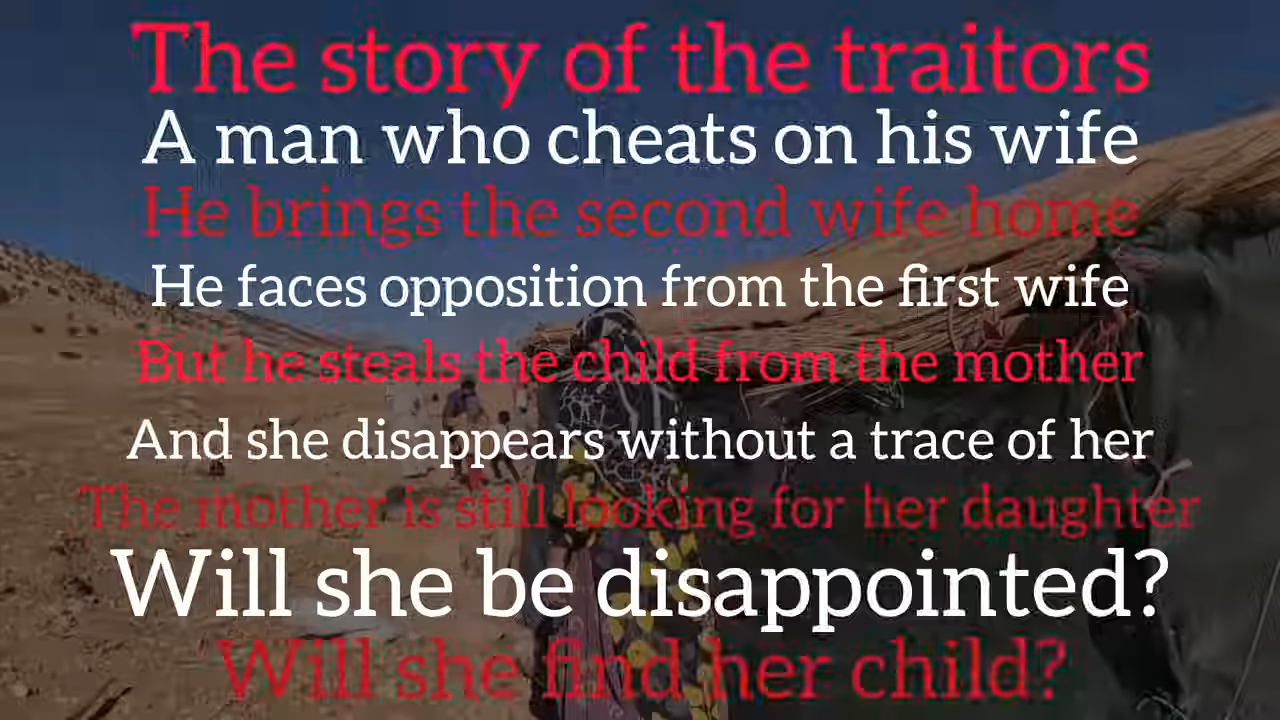 The story of the traitors
A man who cheats on his wife
He brings the second wife home
He faces opposition from the first wife
But he steals the child from the mother
And she disappears without a trace of her
The mother is still looking for her daughter
Will she be disappointed?
Will she find her child?